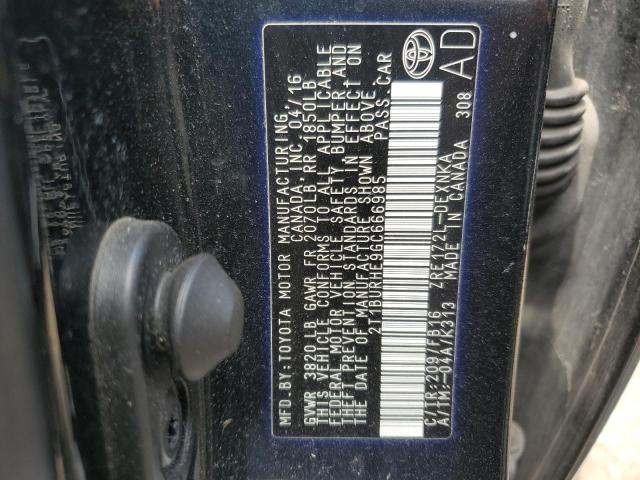 MFD.BY:TOYOTA MOTOR MANUFACTURING
CANADA,INC. 04/16
GVWR 3820 LB GAWR FR 2070LB RR 1850LB
THIS VEHICLE CONFORMS TO ALL APPLICABLE
FEDERAL MOTOR VEHICLE SAFETY, BUMPER,AND
THEFT PREVENTION STANDARDS IN EFFECT ON
THE DATE OF MANUFACTURE SHOWN ABOVE.
2T1BURHE9GC686985 PASS.CAR
C/TR:209/FB16 ZRE172L-DEXNKA
A/TM:-04A/K313 MADE IN CANADA 308
AD